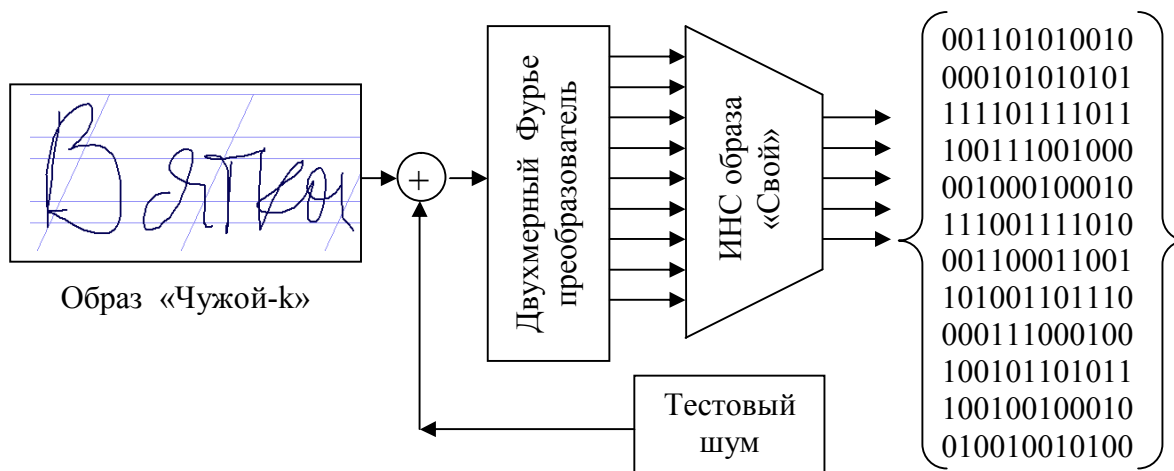 Вятка
Образ «Чужой-k»
+
Двухмерный Фурье
преобразователь
ИНС образа
«Свой»
Тестовый
шум
001101010010
000101010101
111101111011
100111001000
001000100010
111001111010
001100011001
101001101110
000111000100
100101101011
100100100010
010010010100